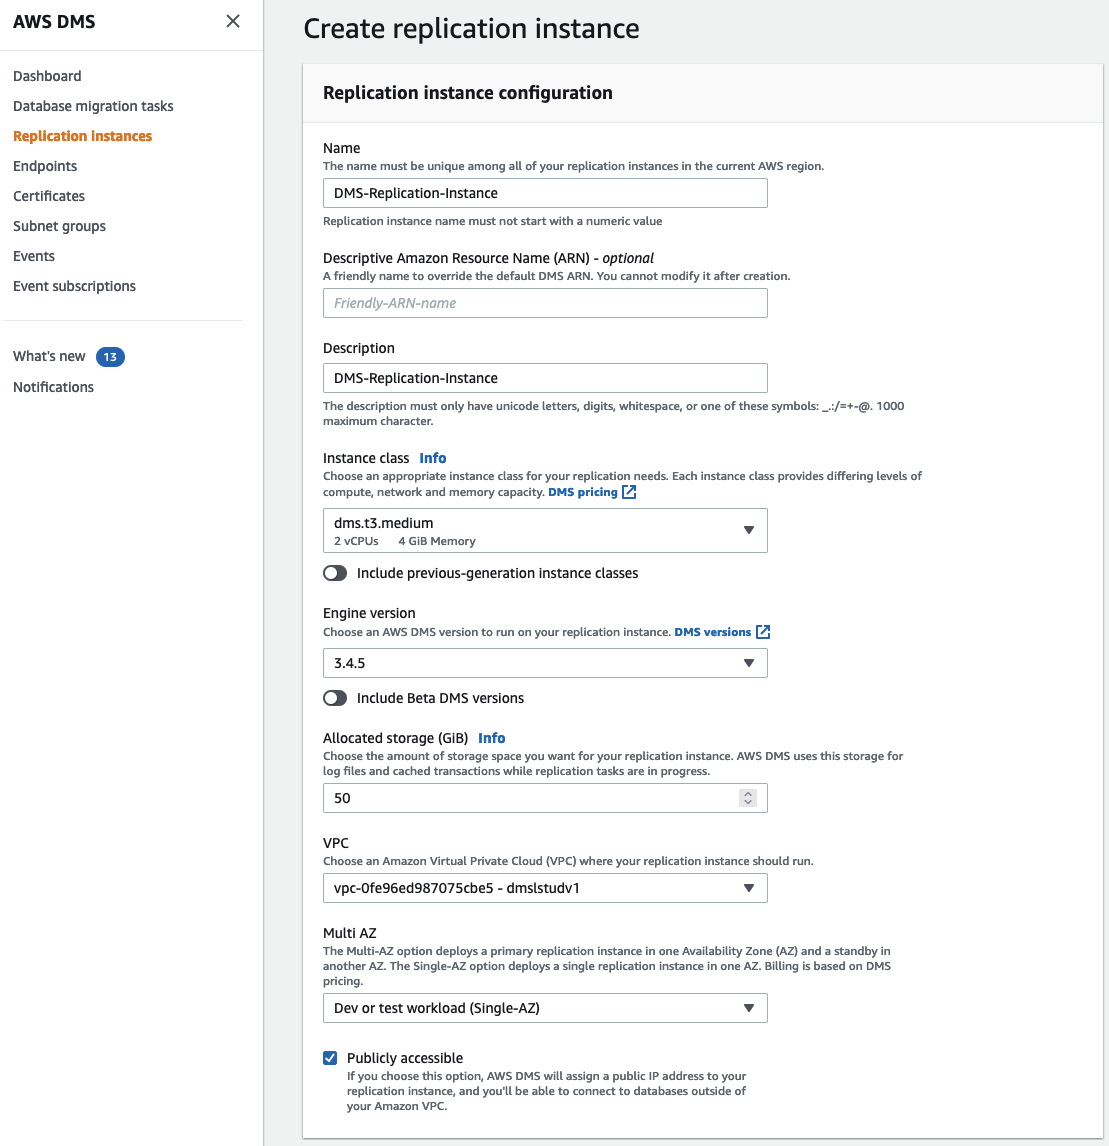 AWS DMS
Dashboard
Database migration tasks
Replication instances
Endpoints
Certificates
Subnet groups
Events
Event subscriptions
What's new 13
Notifications
Create replication instance
Replication instance configuration
Name
The name must be unique among all of your replication instances in the current AWS region.
DMS-Replication-Instance
Replication instance name must not start with a numeric value
Descriptive Amazon Resource Name (ARN) - optional
A friendly name to override the default DMS ARN. You cannot modify it after creation.
Friendly-ARN-name
Description
DMS-Replication-Instance
The description must only have unicode letters, digits, whitespace, or one of these symbols: _.:/=+-@. 1000
maximum character.
Instance class Info
Choose an appropriate instance class for your replication needs. Each instance class provides differing levels of
compute, network and memory capacity. DMS pricing
dms.t3.medium
2 vCPUs 4 GiB Memory
Include previous-generation instance classes
Engine version
Choose an AWS DMS version to run on your replication instance. DMS versions
3.4.5
Include Beta DMS versions
Allocated storage (GiB) Info
Choose the amount of storage space you want for your replication instance. AWS DMS uses this storage for
log files and cached transactions while replication tasks are in progress.
50
VPC
Choose an Amazon Virtual Private Cloud (VPC) where your replication instance should run.
vpc-0fe96ed987075cbe5 - dmslstudv1
Multi AZ
The Multi-AZ option deploys a primary replication instance in one Availability Zone (AZ) and a standby in
another AZ. The Single-AZ option deploys a single replication instance in one AZ. Billing is based on DMS
pricing.
Dev or test workload (Single-AZ)
Publicly accessible
If you choose this option, AWS DMS will assign a public IP address to your
replication instance, and you'll be able to connect to databases outside of
your Amazon VPC.